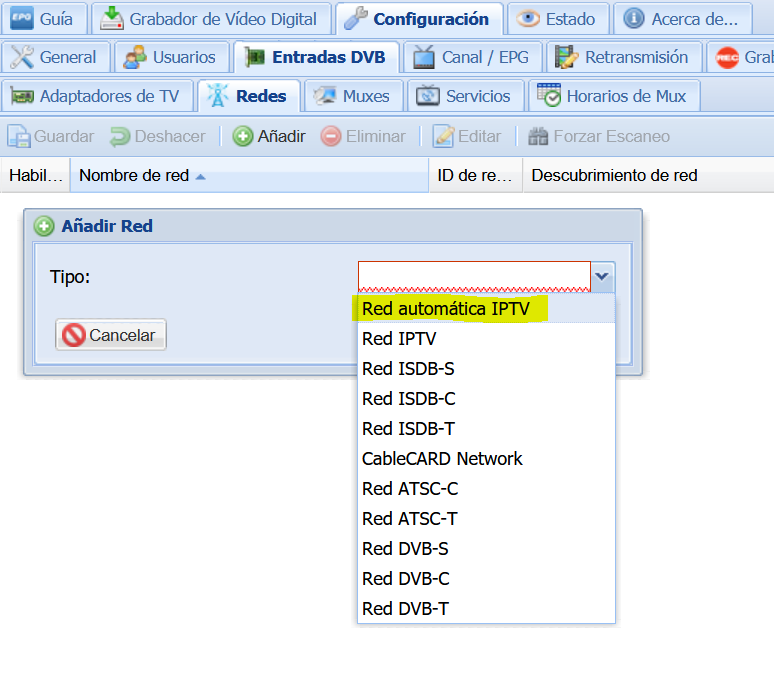 EPG Guía Grabador de Vídeo Digital Configuración Estado Acerca de...
General Usuarios Entradas DVB Canal / EPG Retransmisión REC Grab
Adaptadores de TV Redes Muxes Servicios Horarios de Mux
Guardar Deshacer Añadir Eliminar Editar Forzar Escaneo
Habil... Nombre de red ID de re... Descubrimiento de red
Añadir Red
Tipo:
Red automática IPTV
Cancelar
Red IPTV
Red ISDB-S
Red ISDB-C
Red ISDB-T
CableCARD Network
Red ATSC-C
Red ATSC-T
Red DVB-S
Red DVB-C
Red DVB-T